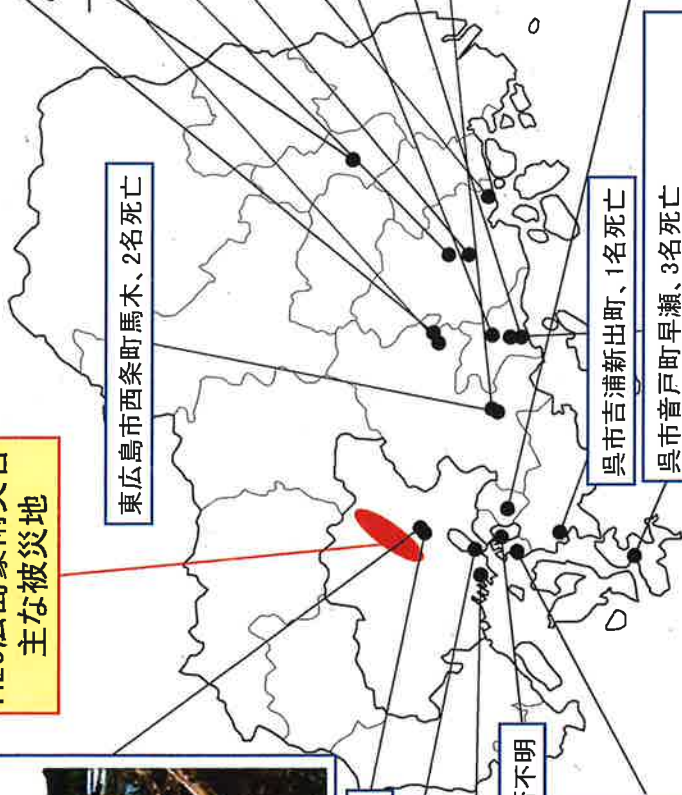 主な被災地
東広島市西条町馬木、2名死亡
呉市吉浦新出町、1名死亡
呉市音戸町早瀬、3名死亡
不明